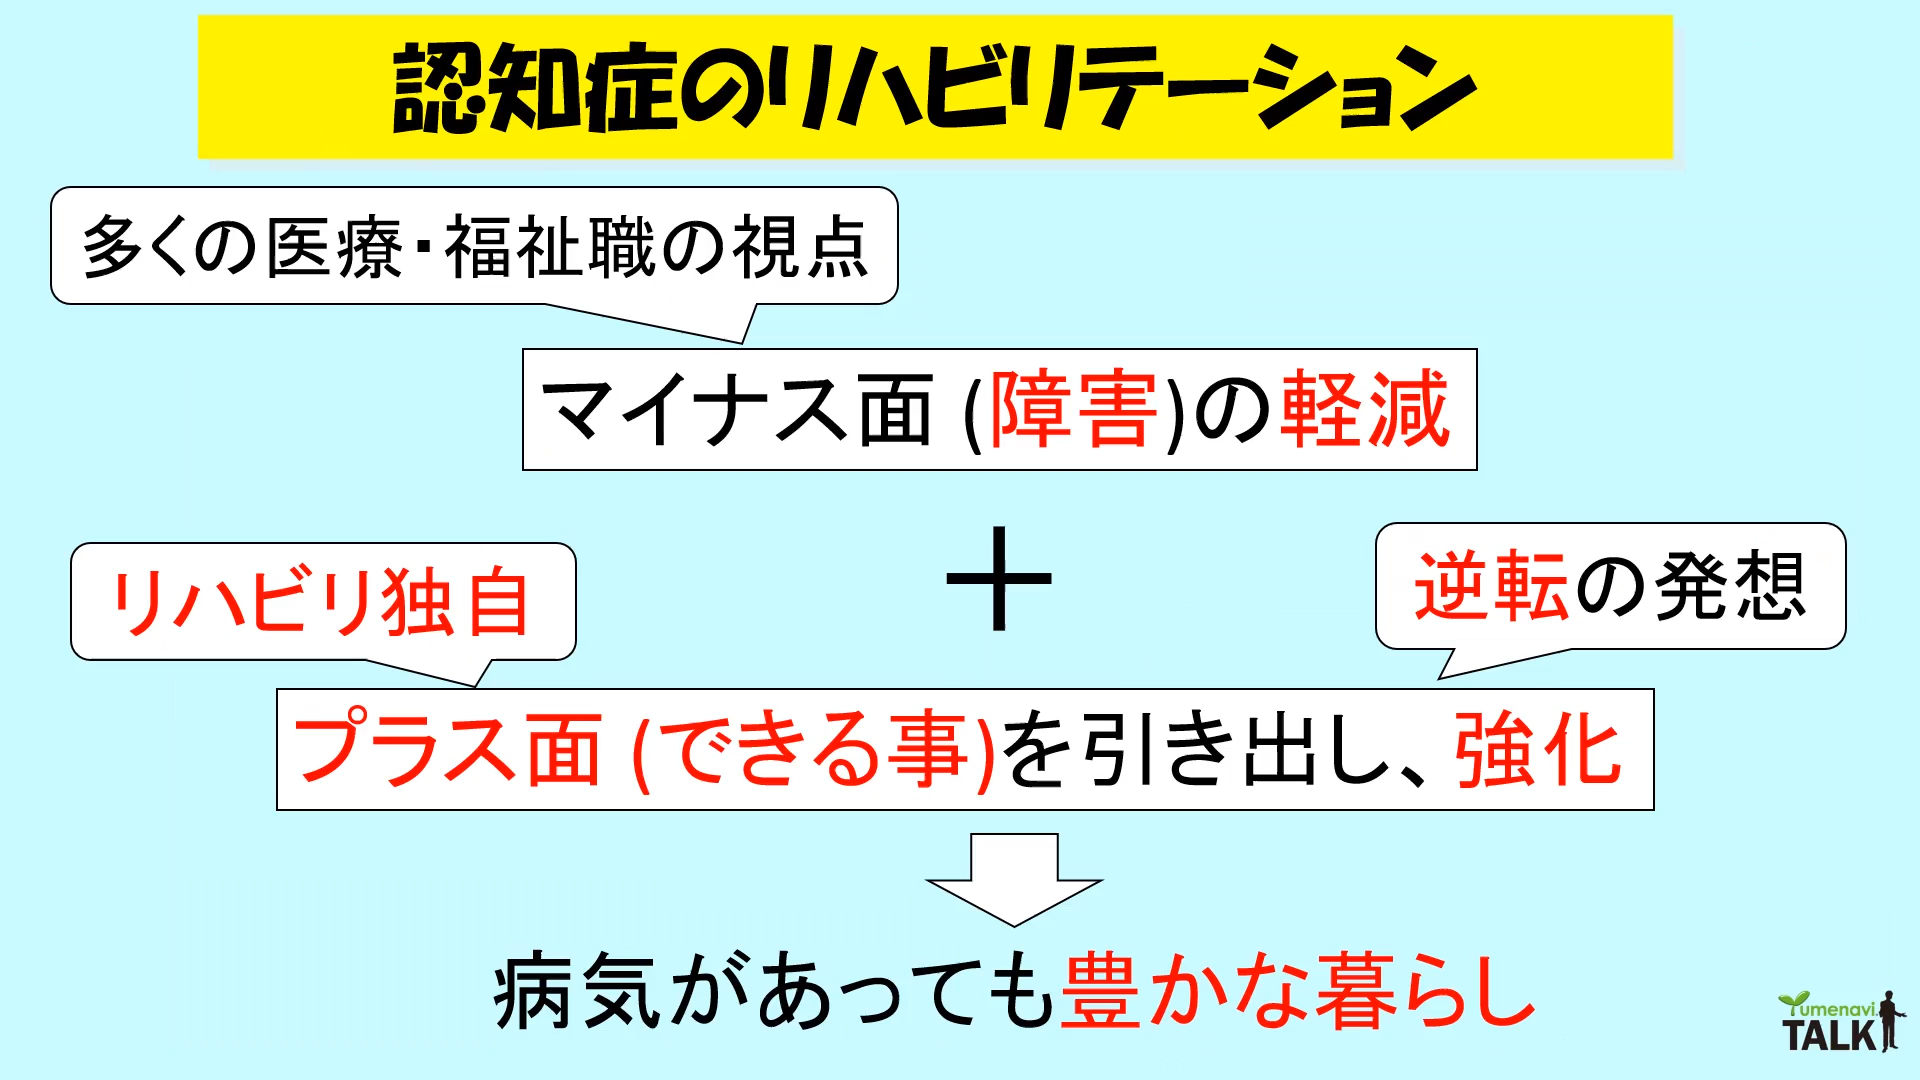 認知症のリハビリテーション
多くの医療・福祉職の視点
マイナス面 (障害)の軽減
＋
リハビリ独自
逆転の発想
プラス面 (できる事)を引き出し、強化
病気があっても豊かな暮らし
Yumenavi
TALK